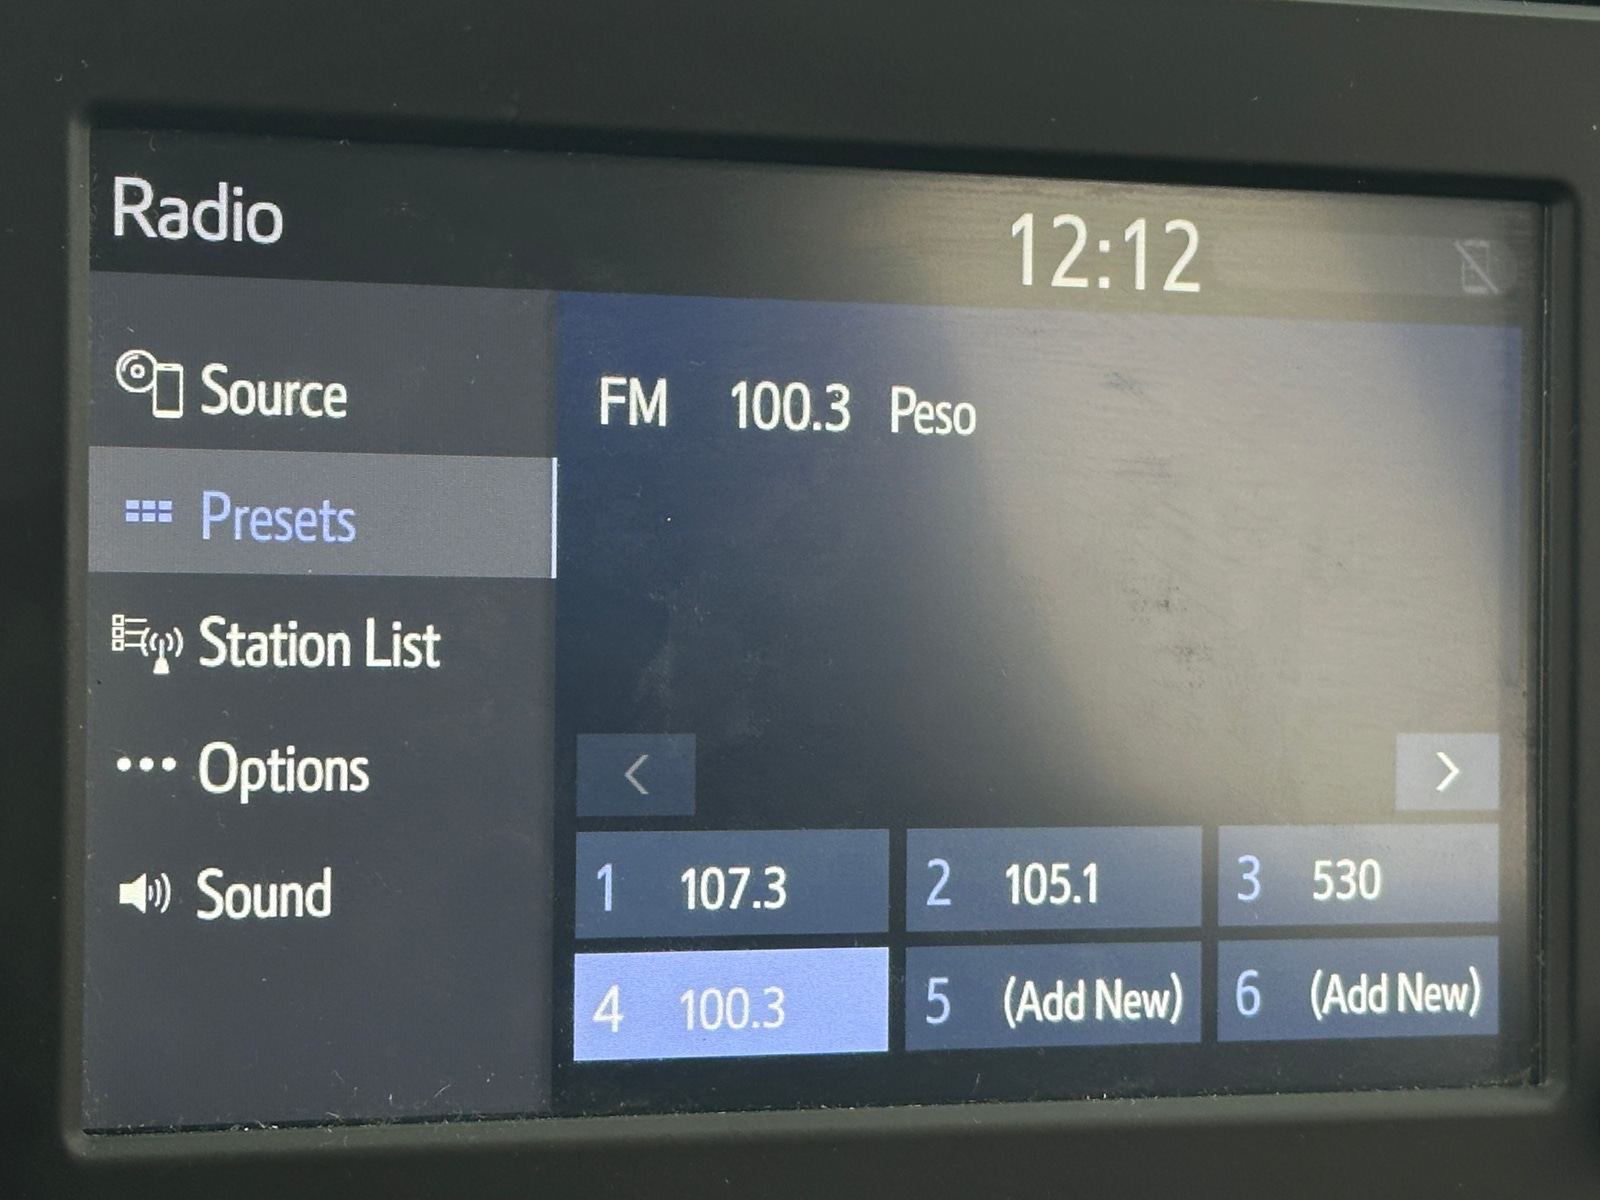 Radio
12:12
Source
Presets
Station List
Options
Sound
FM 100.3 Peso
<
>
1 107.3
2 105.1
3 530
4 100.3
5 (Add New)
6 (Add New)